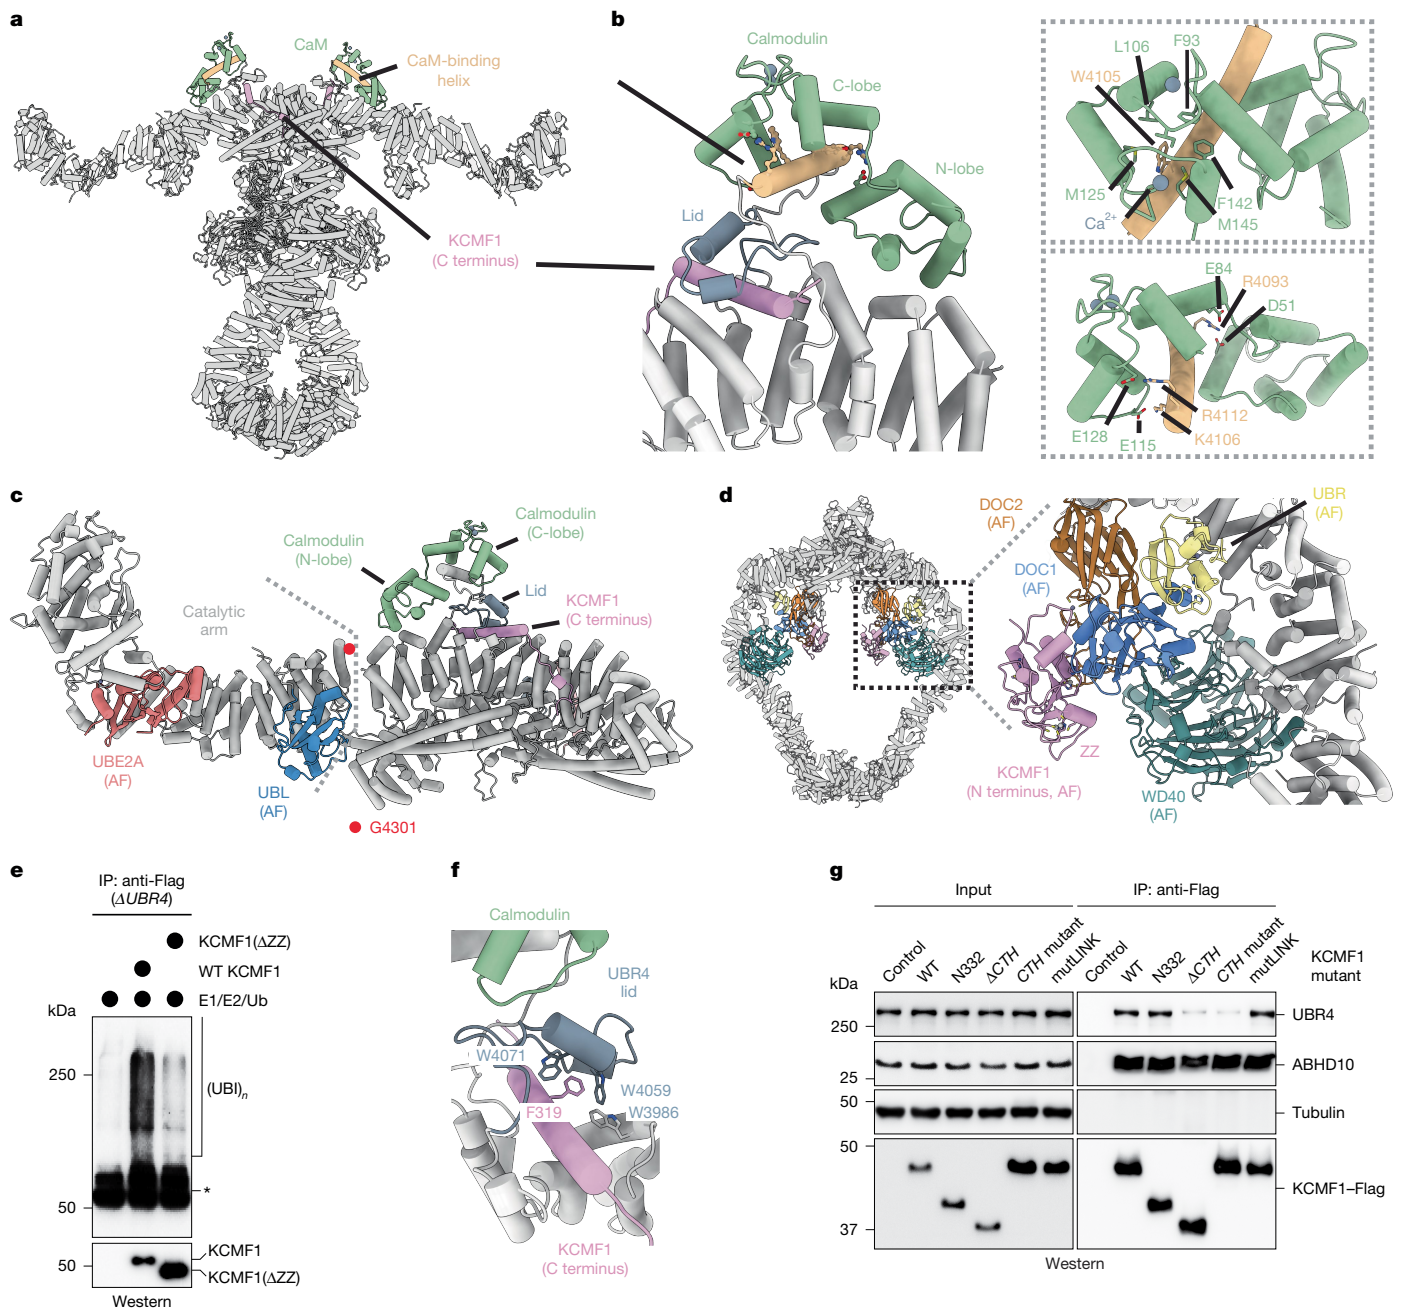 a
CaM
CaM-binding
helix
KCMF1
(C terminus)
b
Calmodulin
C-lobe
N-lobe
Lid
L106
F93
W4105
M125
Ca2+
F142
M145
E84
R4093
D51
R4112
K4106
E128
E115
c
Calmodulin
(C-lobe)
Calmodulin
(N-lobe)
Lid
Catalytic
arm
KCMF1
(C terminus)
UBE2A
(AF)
UBL
(AF)
G4301
d
DOC2
(AF)
UBR
(AF)
DOC1
(AF)
ZZ
KCMF1
(N terminus, AF)
WD40
(AF)
e
IP: anti-Flag
(ΔUBR4)
KCMF1(ΔZZ)
WT KCMF1
E1/E2/Ub
kDa
250
(UBI)n
*
50
50
KCMF1
KCMF1(ΔZZ)
Western
f
Calmodulin
UBR4
lid
W4071
W4059
F319
W3986
KCMF1
(C terminus)
g
Input
IP: anti-Flag
Control
WT
N332
ΔCTH
CTH mutant
mutLINK
Control
WT
N332
ΔCTH
CTH mutant
mutLINK
KCMF1
mutant
kDa
250
UBR4
25
ABHD10
50
Tubulin
50
KCMF1–Flag
37
Western